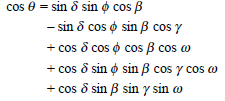 cos θ = sin δ sin ϕ cos β
− sin δ cos ϕ sin β cos γ
+ cos δ cos ϕ cos β cos ω
+ cos δ sin ϕ sin β cos γ cos ω
+ cos δ sin β sin γ sin ω